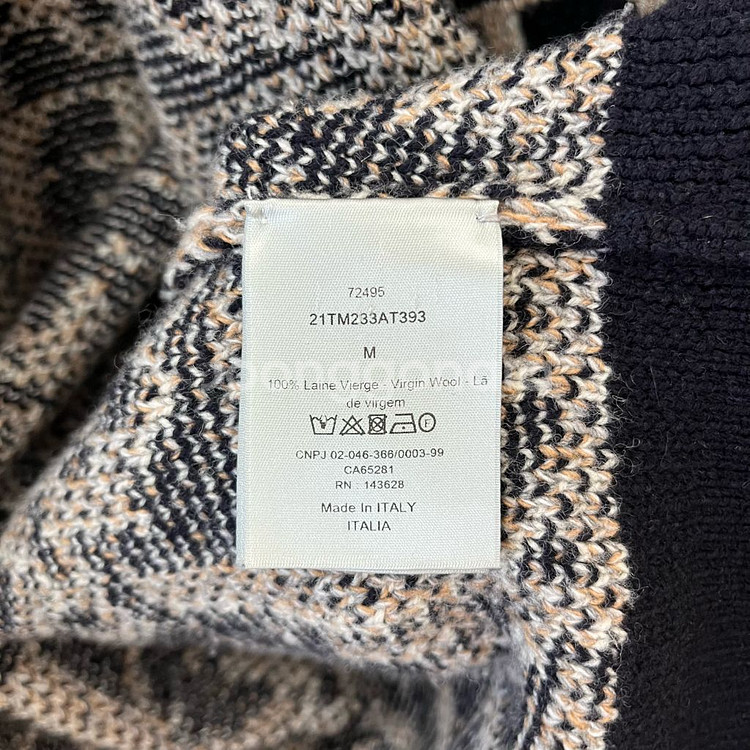 72495
21TM233AT393
M
100% Laine Vierge - Virgin Wool - Lã
de virgem
F
CNPJ 02-046-366/0003-99
CA65281
RN : 143628
Made In ITALY
ITALIA